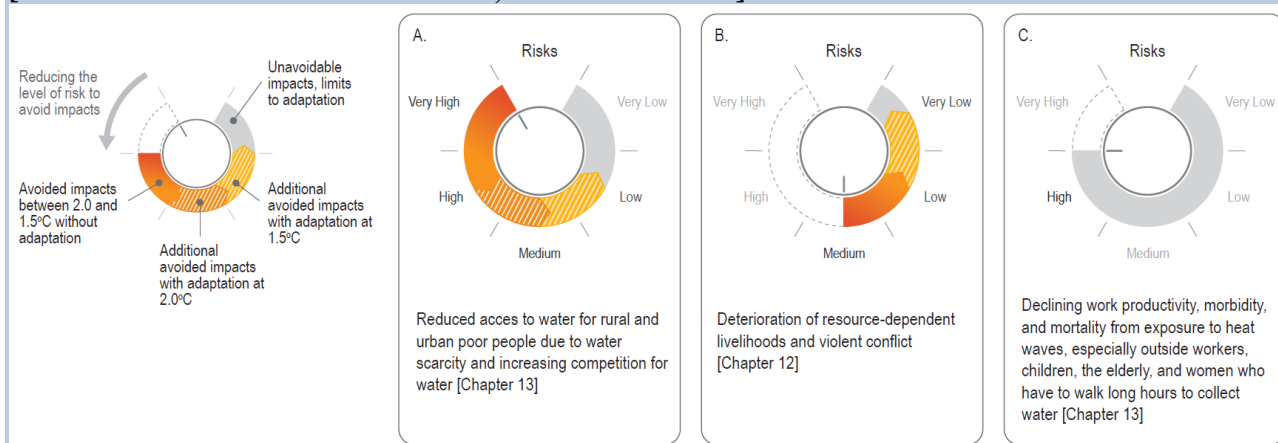 Reducing the
level of risk to
avoid impacts
Unavoidable
impacts, limits
to adaptation
Avoided impacts
between 2.0 and
1.5ºC without
adaptation
Additional
avoided impacts
with adaptation at
2.0ºC
Additional
avoided impacts
with adaptation at
1.5ºC
A.
Risks
Very High
Very Low
High
Low
Medium
Reduced acces to water for rural and
urban poor people due to water
scarcity and increasing competition for
water [Chapter 13]
B.
Risks
Very High
Very Low
High
Low
Medium
Deterioration of resource-dependent
livelihoods and violent conflict
[Chapter 12]
C.
Risks
Very High
Very Low
High
Low
Medium
Declining work productivity, morbidity,
and mortality from exposure to heat
waves, especially outside workers,
children, the elderly, and women who
have to walk long hours to collect
water [Chapter 13]